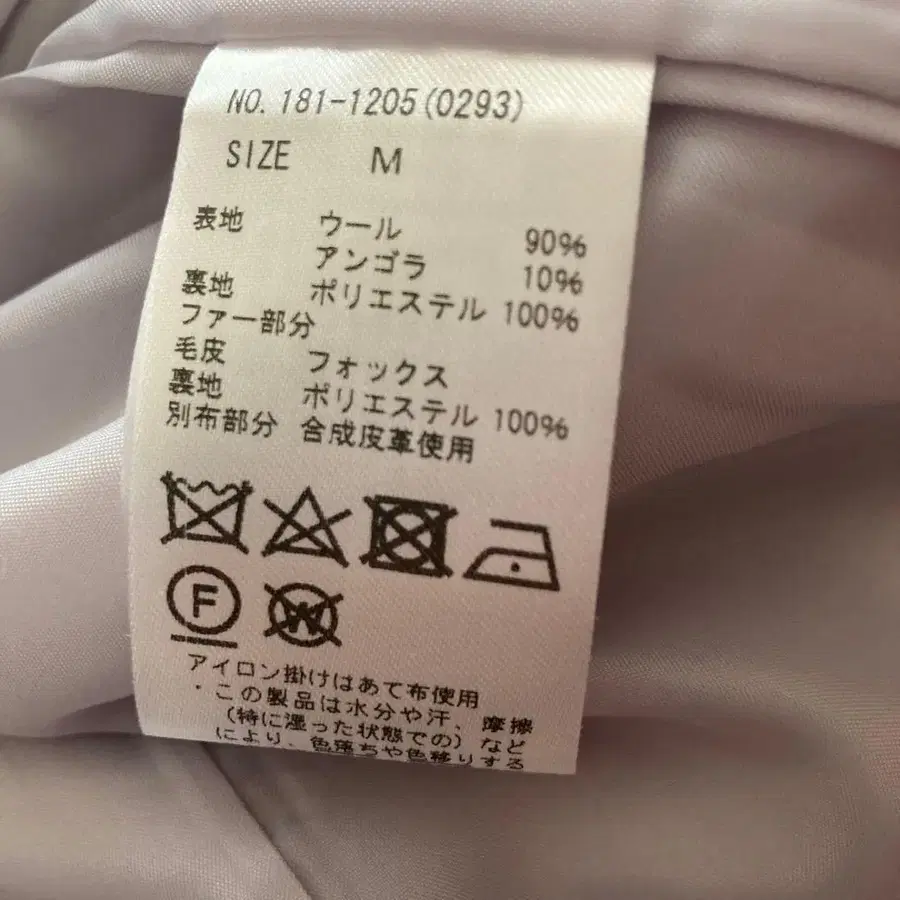 NO. 181-1205(0293)
SIZE M
表地 ウール 90%
アンゴラ 10%
裏地 ポリエステル 100%
ファー部分
毛皮 フォックス
裏地 ポリエステル 100%
別布部分 合成皮革使用
F W
アイロン掛けはあて布使用
・この製品は水分や汗、摩擦
(特に湿った状態での)など
により、色落ちや色移りする